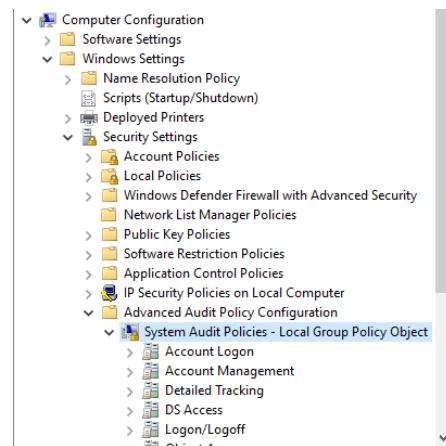 Computer Configuration
Software Settings
Windows Settings
Name Resolution Policy
Scripts (Startup/Shutdown)
Deployed Printers
Security Settings
Account Policies
Local Policies
Windows Defender Firewall with Advanced Security
Network List Manager Policies
Public Key Policies
Software Restriction Policies
Application Control Policies
IP Security Policies on Local Computer
Advanced Audit Policy Configuration
System Audit Policies - Local Group Policy Object
Account Logon
Account Management
Detailed Tracking
DS Access
Logon/Logoff